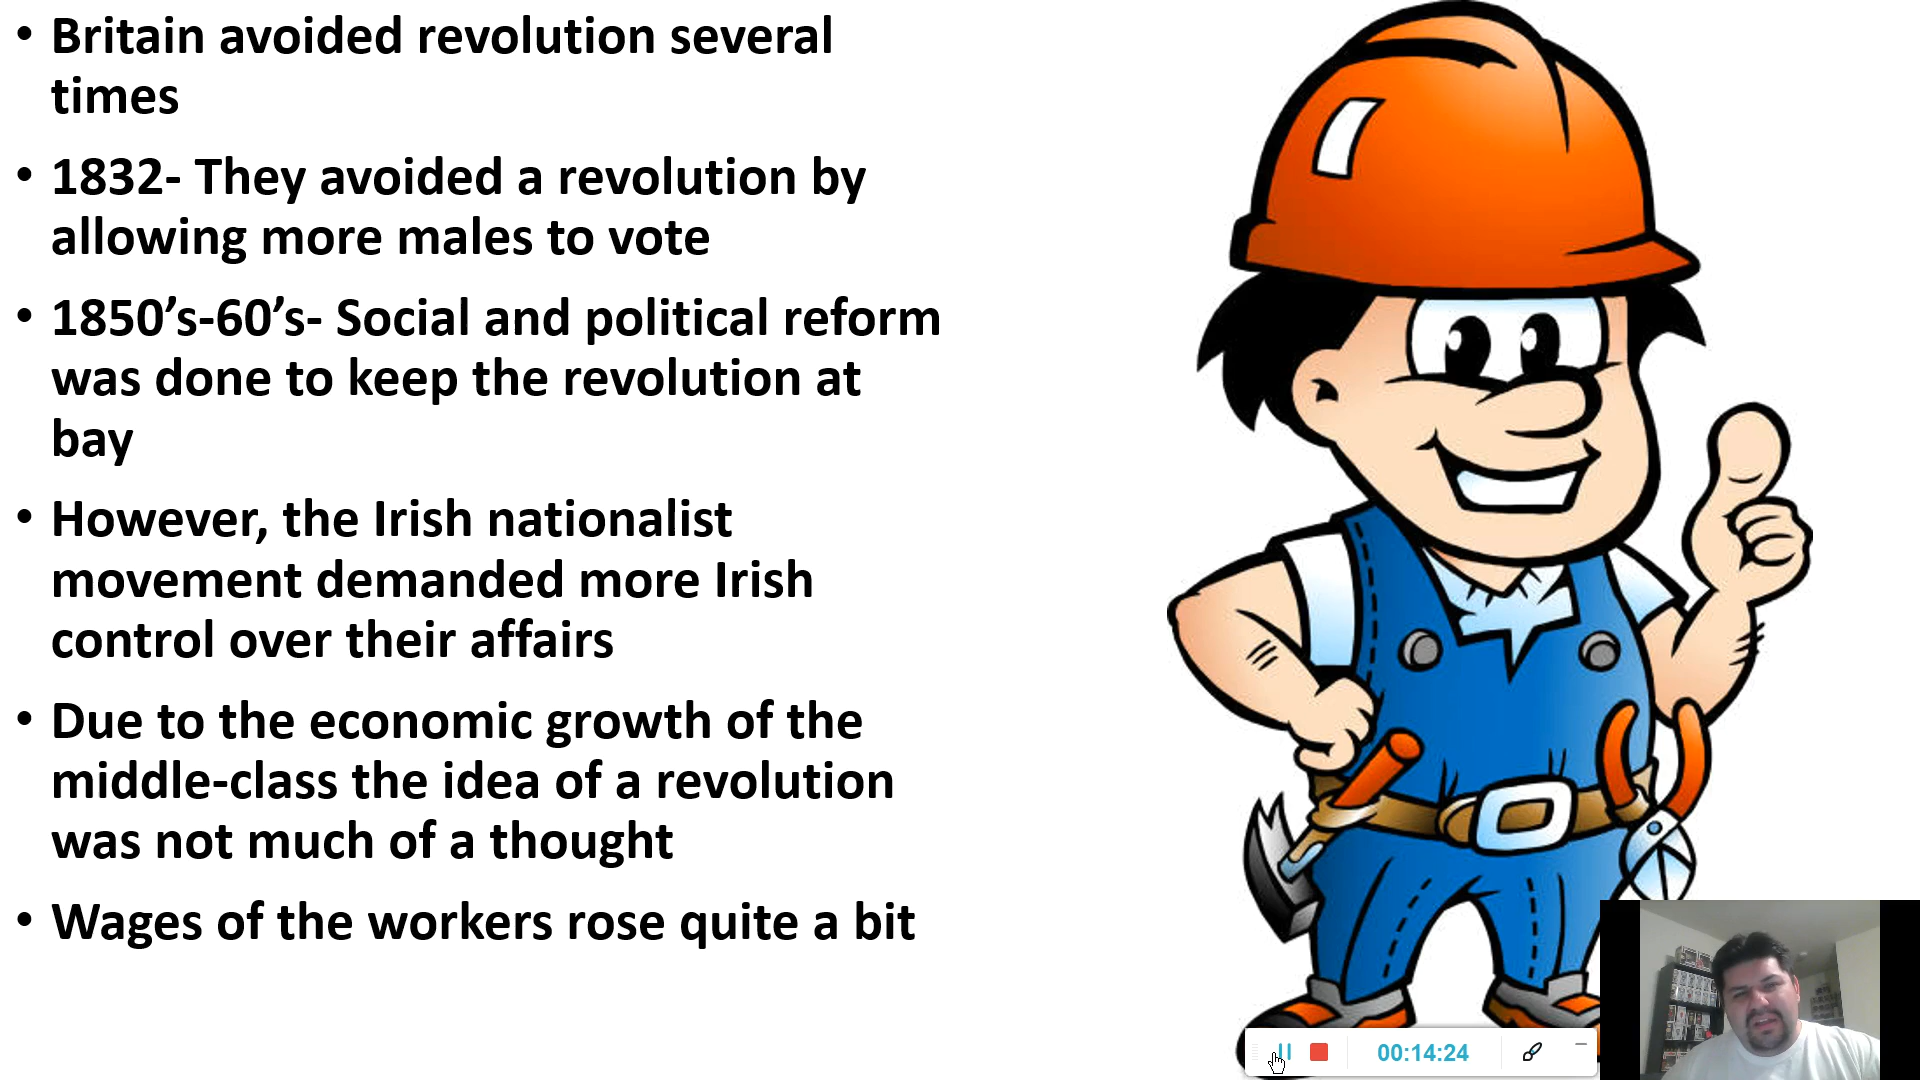 • Britain avoided revolution several
times
• 1832- They avoided a revolution by
allowing more males to vote
• 1850’s-60’s- Social and political reform
was done to keep the revolution at
bay
• However, the Irish nationalist
movement demanded more Irish
control over their affairs
• Due to the economic growth of the
middle-class the idea of a revolution
was not much of a thought
• Wages of the workers rose quite a bit
00:14:24